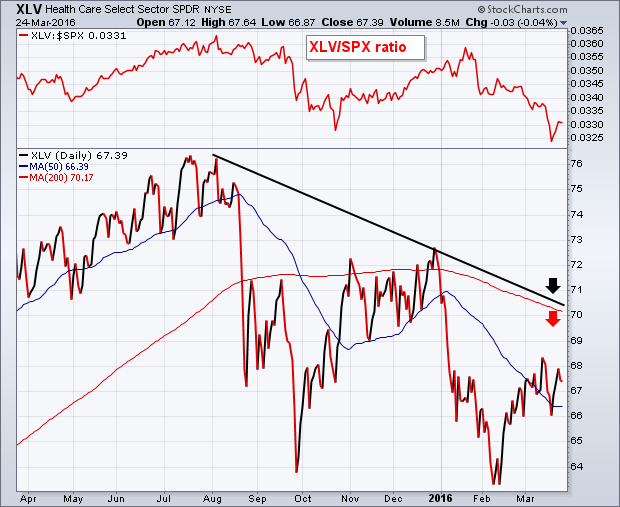 XLV Health Care Select Sector SPDR NYSE © StockCharts.com
24-Mar-2016 Open 67.12 High 67.64 Low 66.87 Close 67.39 Volume 8.5M Chg -0.03 (-0.04%)
XLV:$SPX 0.0331
XLV/SPX ratio
0.0365
0.0360
0.0355
0.0350
0.0345
0.0340
0.0335
0.0330
0.0325
XLV (Daily) 67.39
MA(50) 66.39
MA(200) 70.17
76
75
74
73
72
71
70
69
68
67
66
65
64
Apr May Jun Jul Aug Sep Oct Nov Dec 2016 Feb Mar